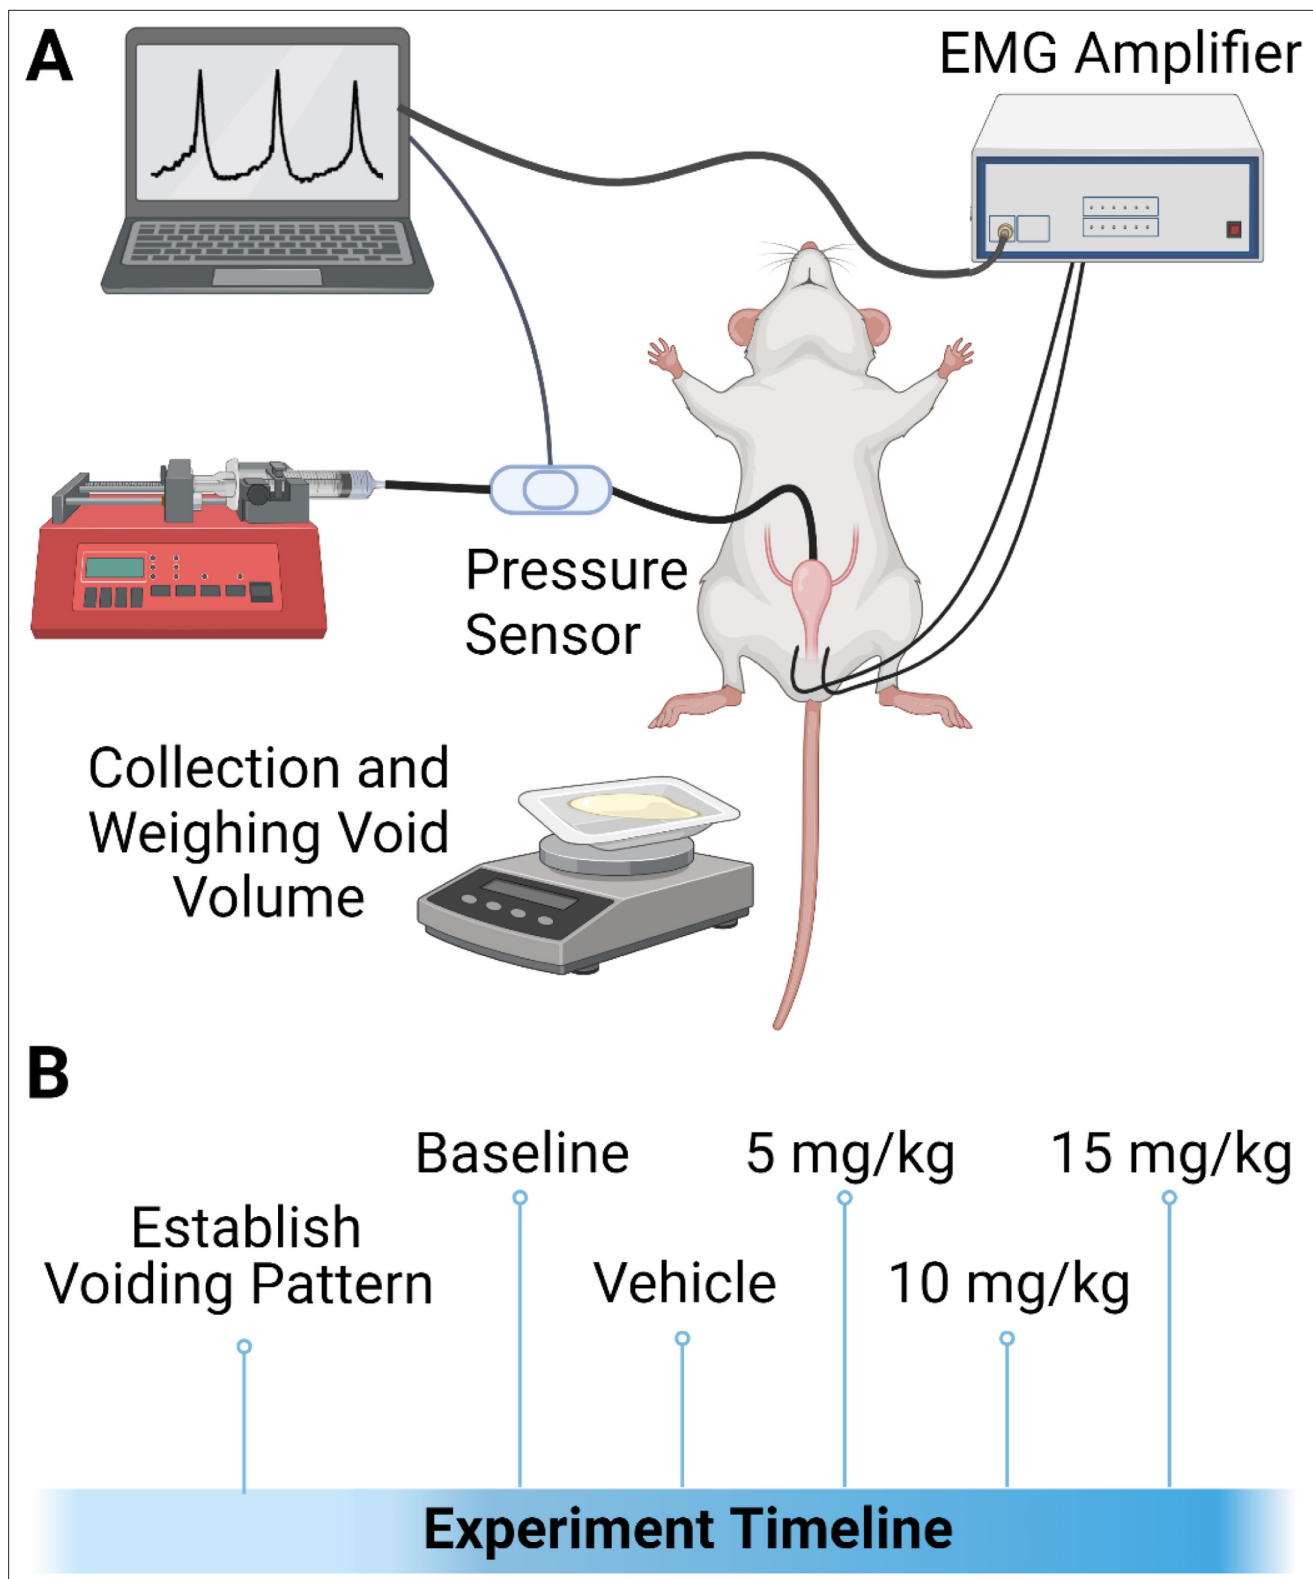 A
EMG Amplifier
Pressure
Sensor
Collection and
Weighing Void
Volume
B
Baseline
5 mg/kg
15 mg/kg
Establish
Voiding Pattern
Vehicle
10 mg/kg
Experiment Timeline